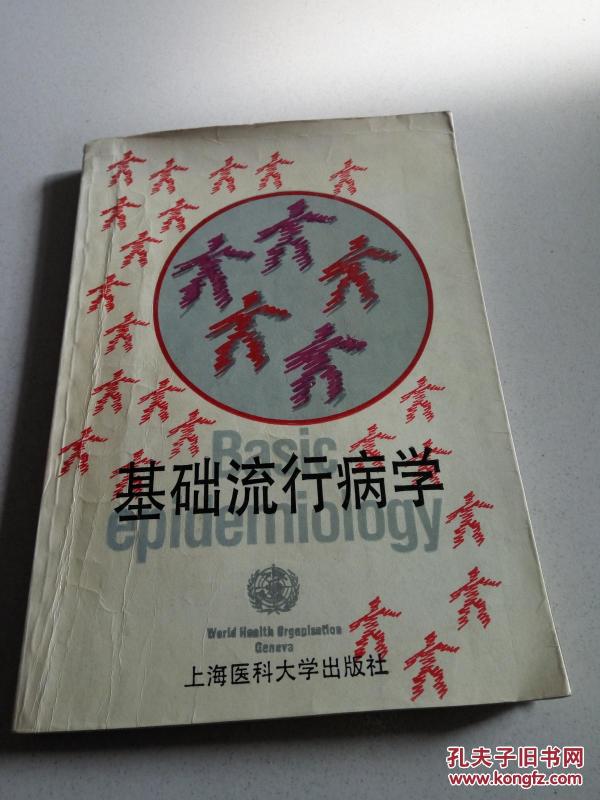 Basic
基础流行病学
epidemiology
World Health Organization
Geneva
上海医科大学出版社
孔夫子旧书网
www.kongfz.com